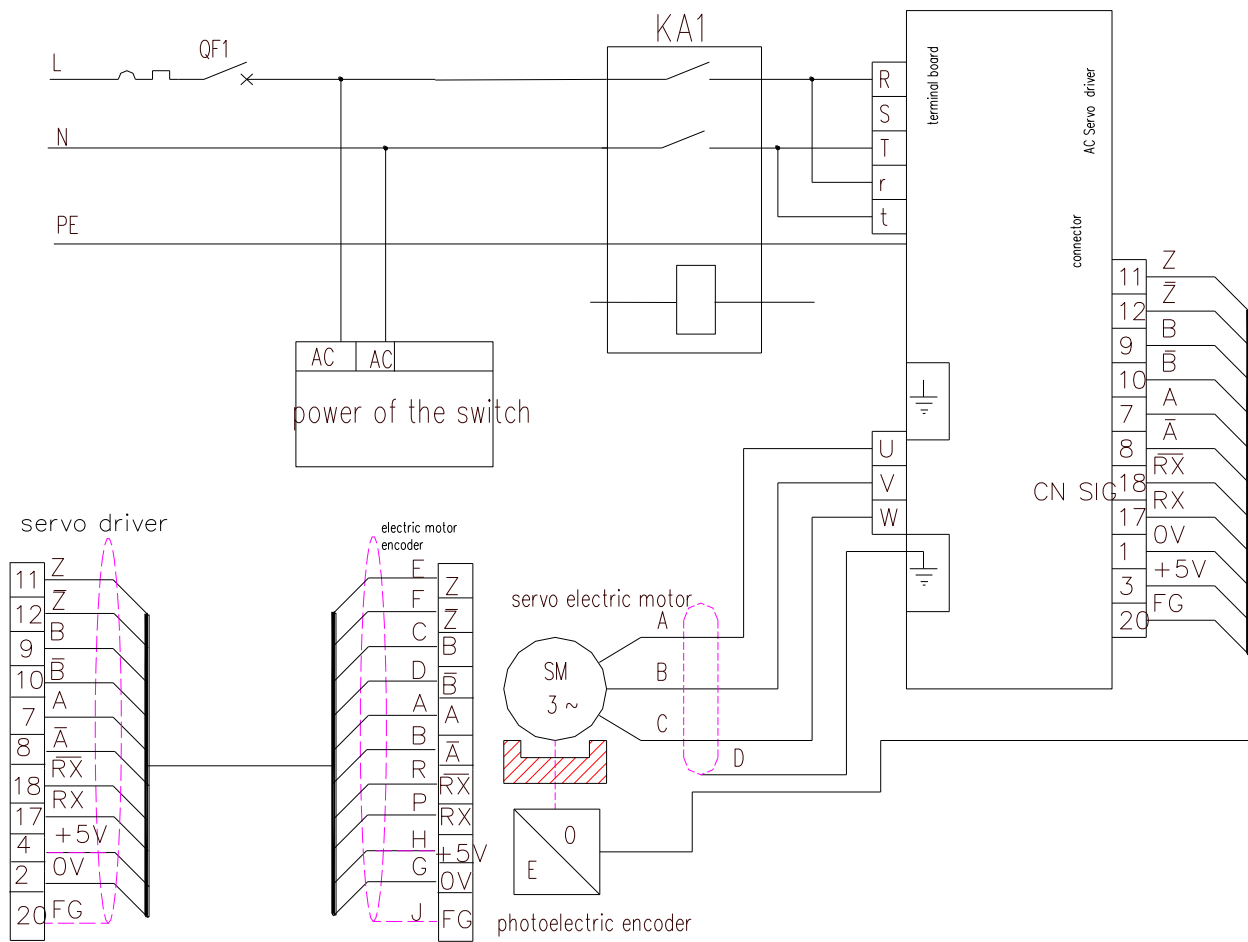 KA1
QF1
L
N
PE
R
S
T
r
t
terminal board
AC Servo driver
connector
AC
AC
power of the switch
U
V
W
CN SIG
11
Z
12
Z̅
9
B
10
B̅
7
A
8
A̅
18
R̅X̅
17
RX
1
0V
3
+5V
20
FG
servo driver
11
Z
12
Z̅
9
B
10
B̅
7
A
8
A̅
18
R̅X̅
17
RX
4
+5V
2
0V
20
FG
electric motor
encoder
E
Z
F
Z̅
C
B
D
B̅
A
A
B
A̅
R
R̅X̅
P
RX
H
+5V
G
0V
J
FG
servo electric motor
SM
3 ~
A
B
C
D
O
E
photoelectric encoder